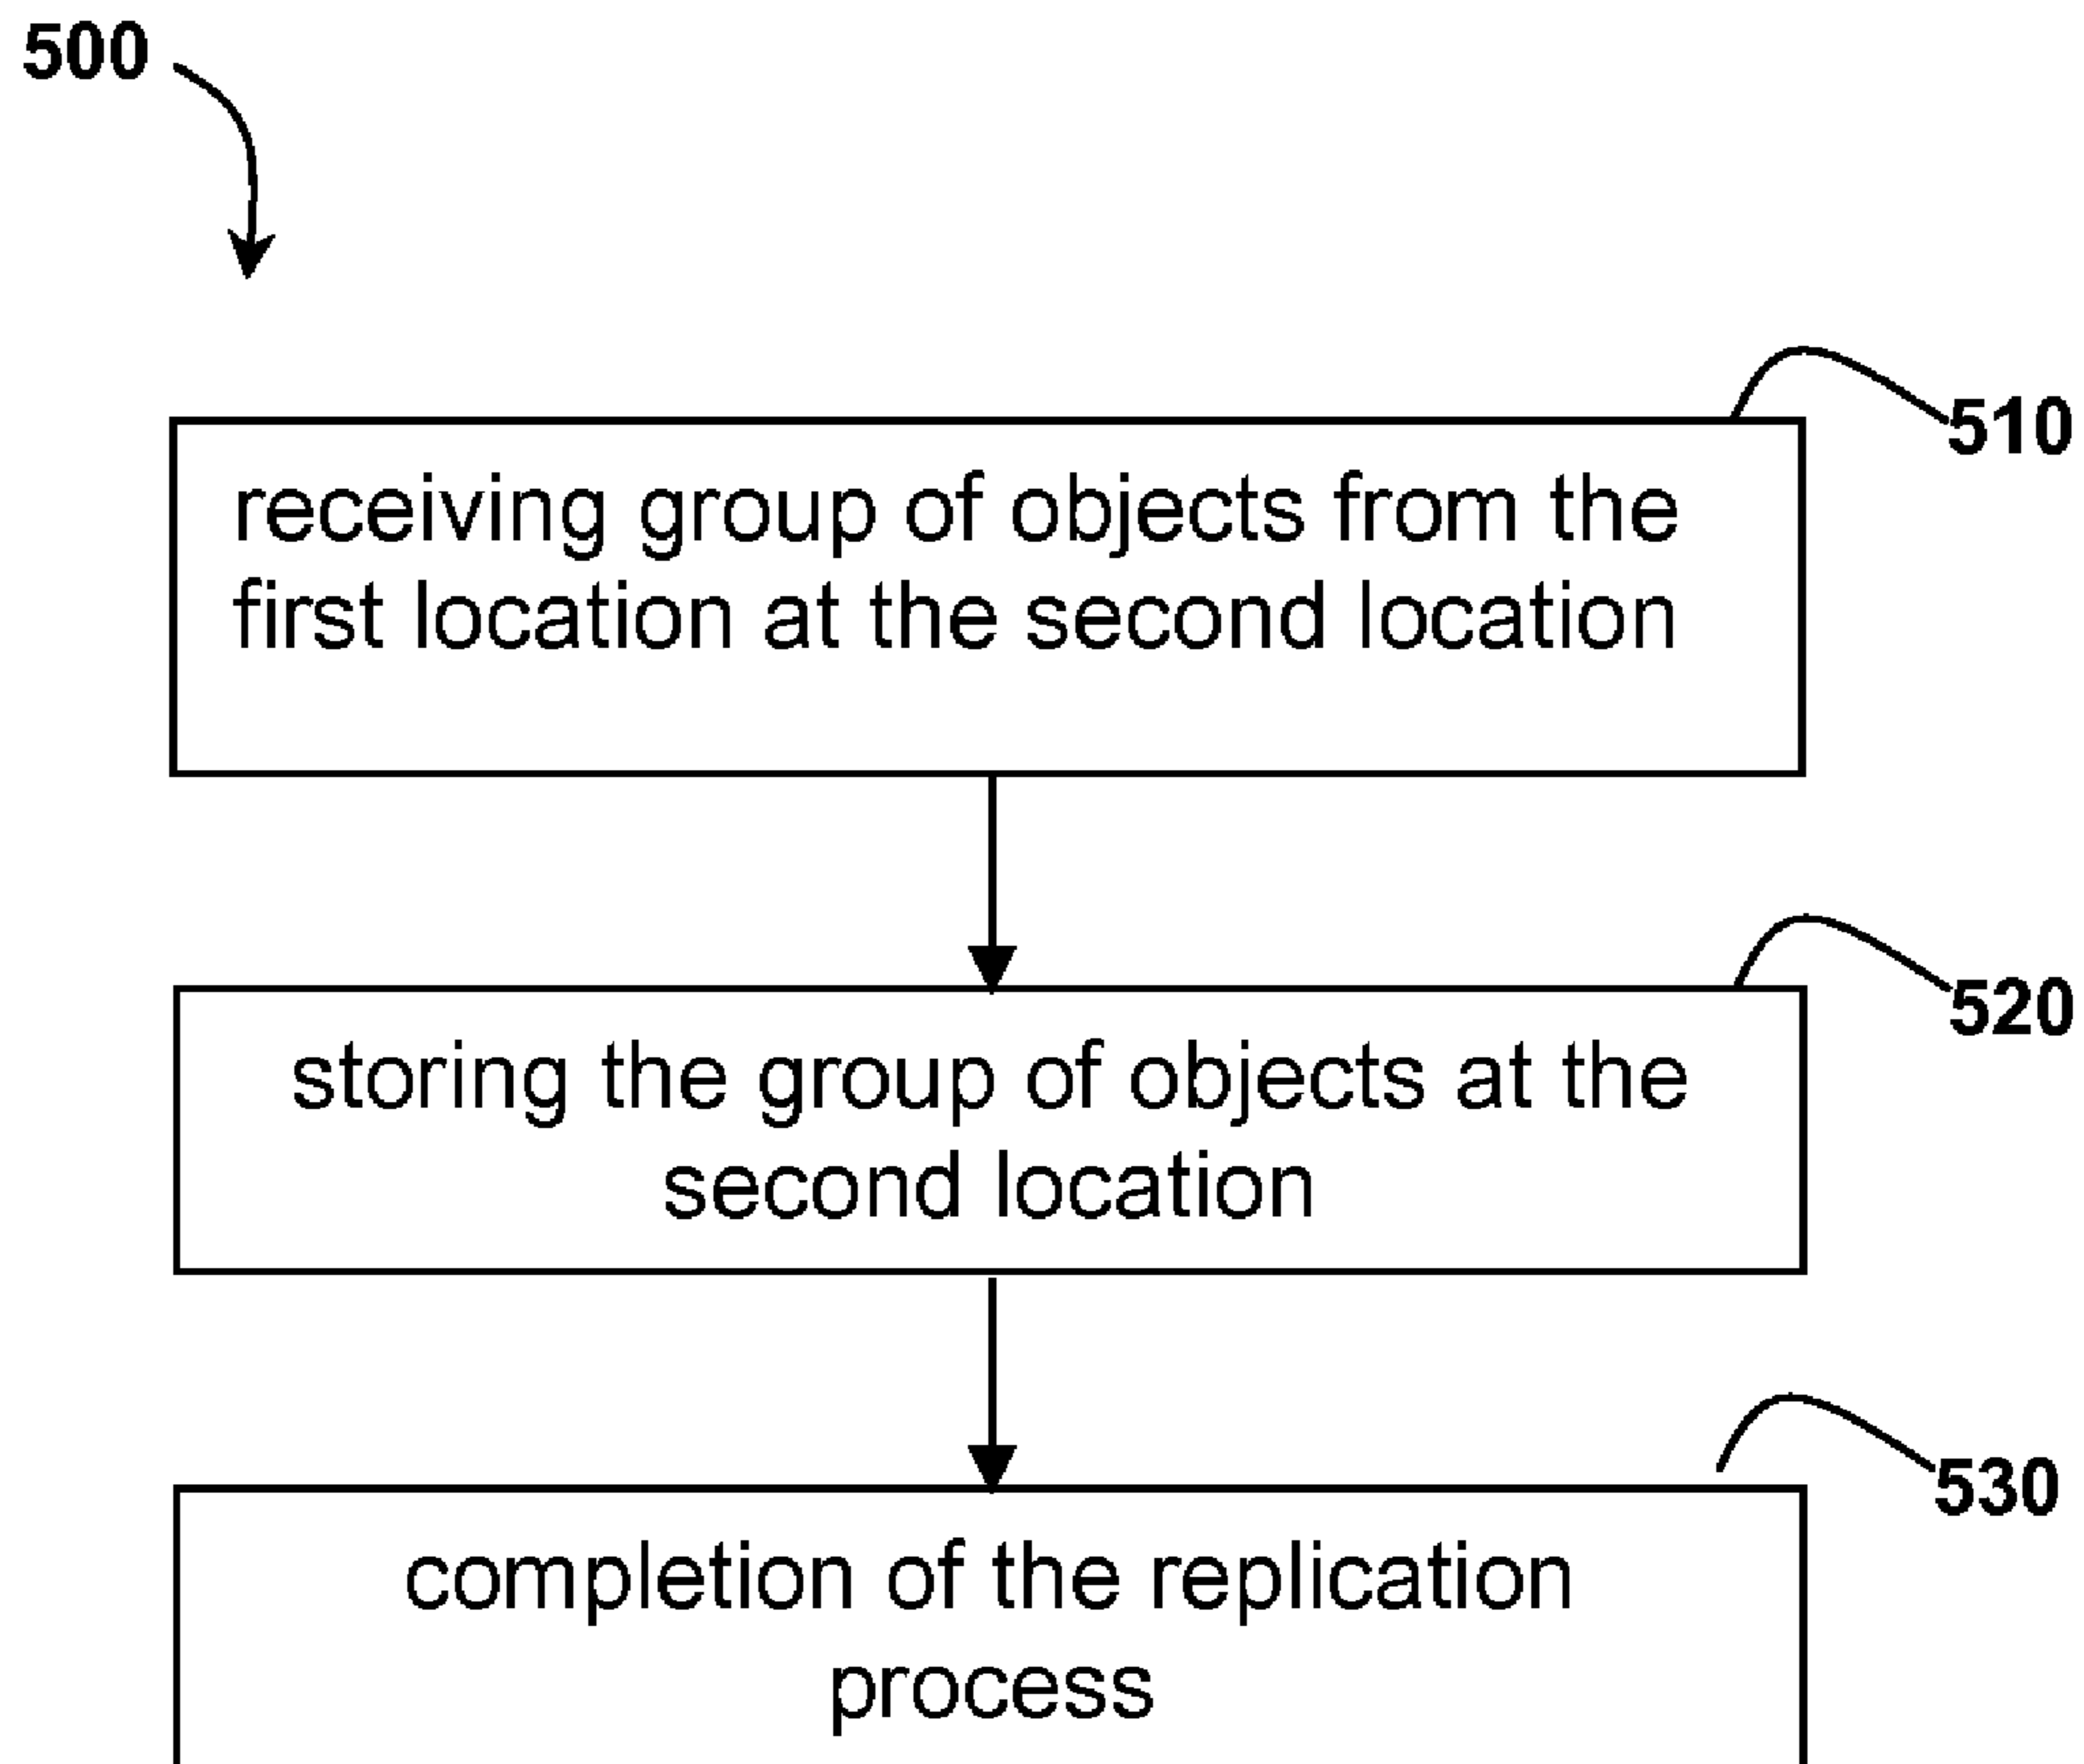 500
510
receiving group of objects from the
first location at the second location
520
storing the group of objects at the
second location
530
completion of the replication
process